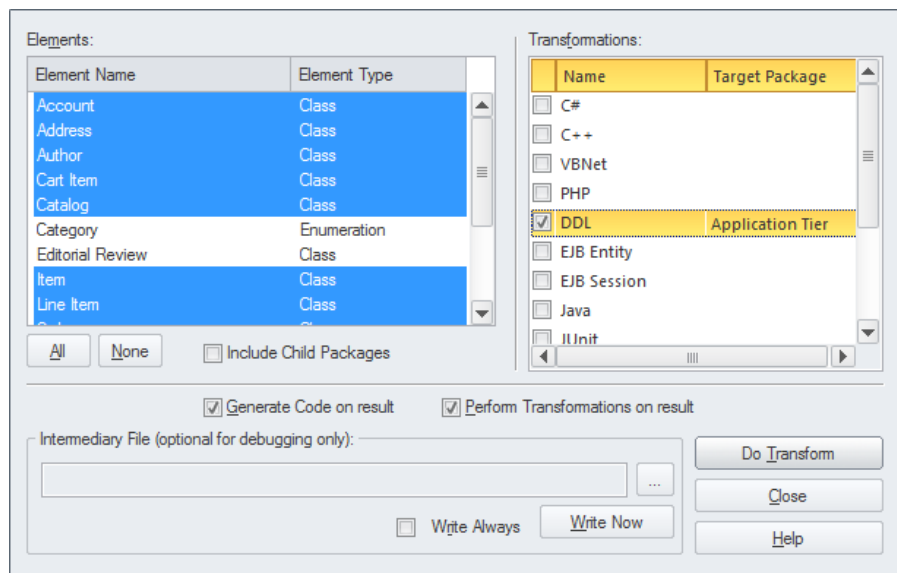 Elements:
Element Name Element Type
Account Class
Address Class
Author Class
Cart Item Class
Catalog Class
Category Enumeration
Editorial Review Class
Item Class
Line Item Class
All None Include Child Packages
Transformations:
Name Target Package
C#
C++
VBNet
PHP
DDL Application Tier
EJB Entity
EJB Session
Java
JUnit
Generate Code on result Perform Transformations on result
Intermediary File (optional for debugging only):
...
Write Always Write Now
Do Transform
Close
Help